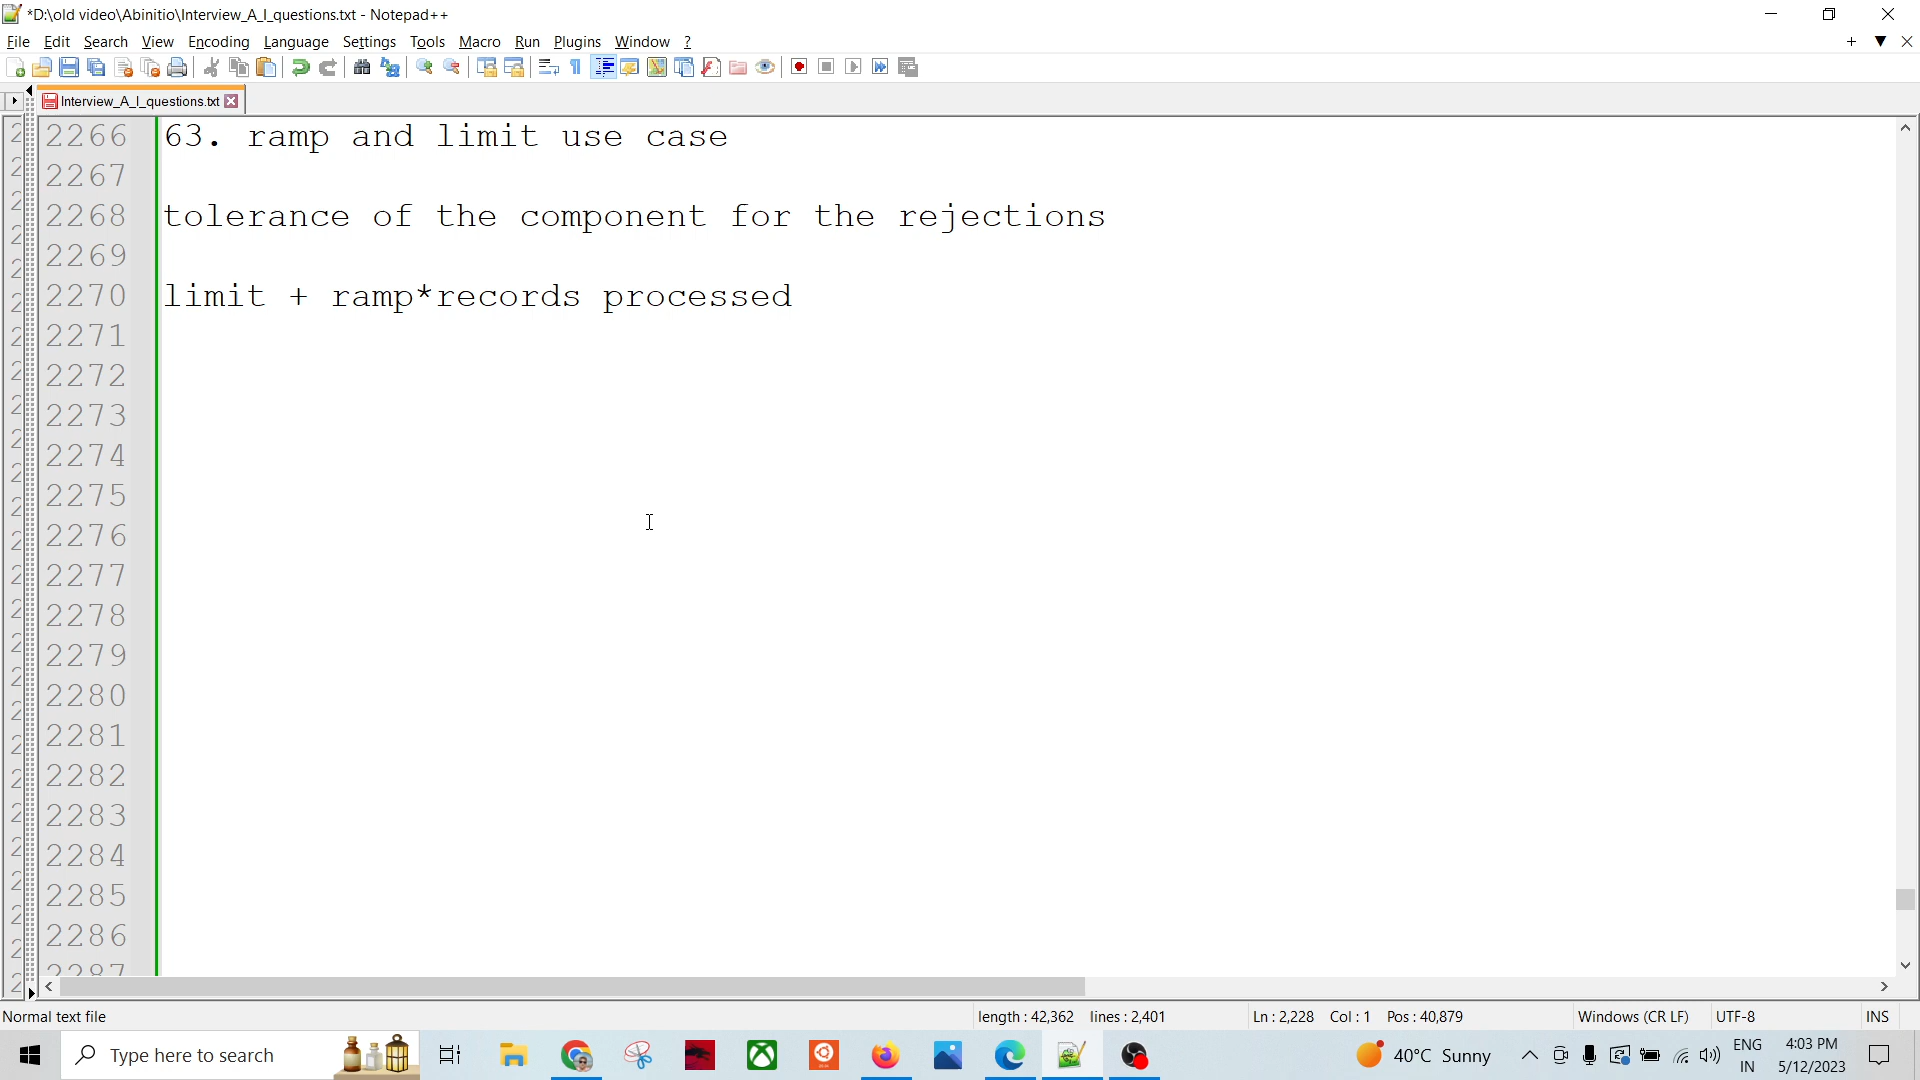 *D:\old video\Abinitio\Interview_A_I_questions.txt - Notepad++
File Edit Search View Encoding Language Settings Tools Macro Run Plugins Window ?
Interview_A_I_questions.txt
2266 63. ramp and limit use case
2267
2268 tolerance of the component for the rejections
2269
2270 limit + ramp*records processed
2271
2272
2273
2274
2275
2276
2277
2278
2279
2280
2281
2282
2283
2284
2285
2286
2287
Normal text file length : 42,362 lines : 2,401 Ln : 2,228 Col : 1 Pos : 40,879 Windows (CR LF) UTF-8 INS
Type here to search 40°C Sunny ENG IN 4:03 PM 5/12/2023